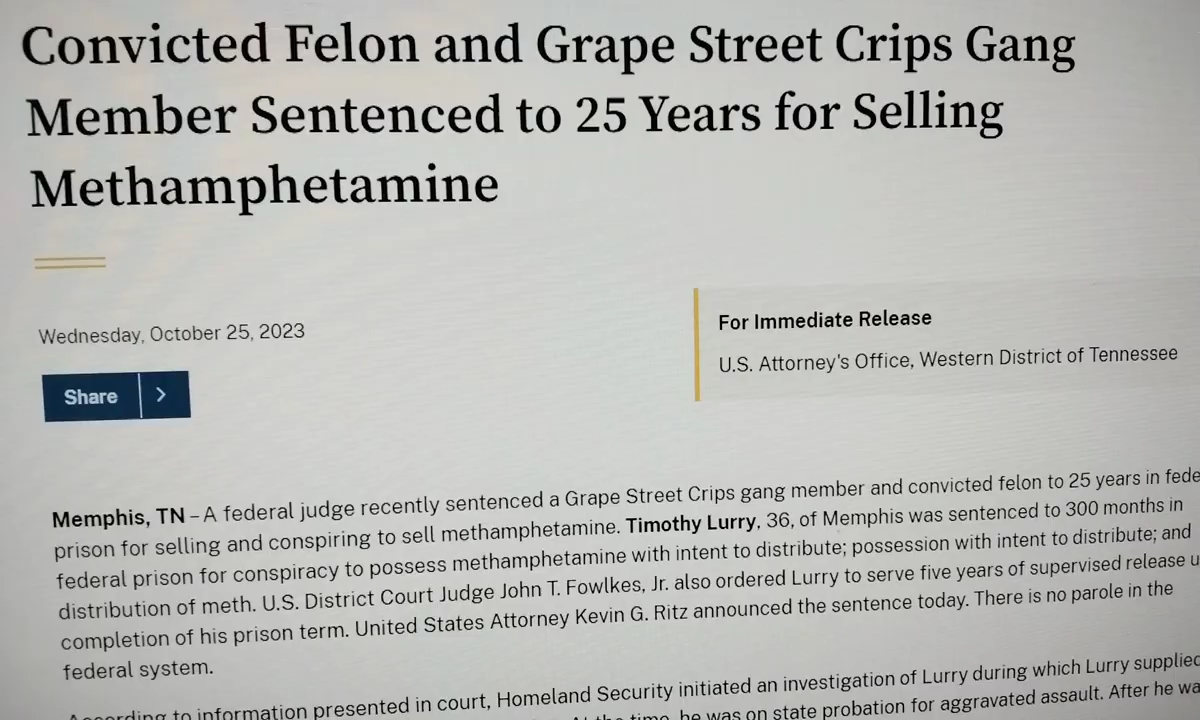 Convicted Felon and Grape Street Crips Gang
Member Sentenced to 25 Years for Selling
Methamphetamine
Wednesday, October 25, 2023
Share
For Immediate Release
U.S. Attorney's Office, Western District of Tennessee
Memphis, TN – A federal judge recently sentenced a Grape Street Crips gang member and convicted felon to 25 years in fede
prison for selling and conspiring to sell methamphetamine. Timothy Lurry, 36, of Memphis was sentenced to 300 months in
federal prison for conspiracy to possess methamphetamine with intent to distribute; possession with intent to distribute; and
distribution of meth. U.S. District Court Judge John T. Fowlkes, Jr. also ordered Lurry to serve five years of supervised release u
completion of his prison term. United States Attorney Kevin G. Ritz announced the sentence today. There is no parole in the
federal system.
According to information presented in court, Homeland Security initiated an investigation of Lurry during which Lurry supplied
At the time, he was on state probation for aggravated assault. After he wa